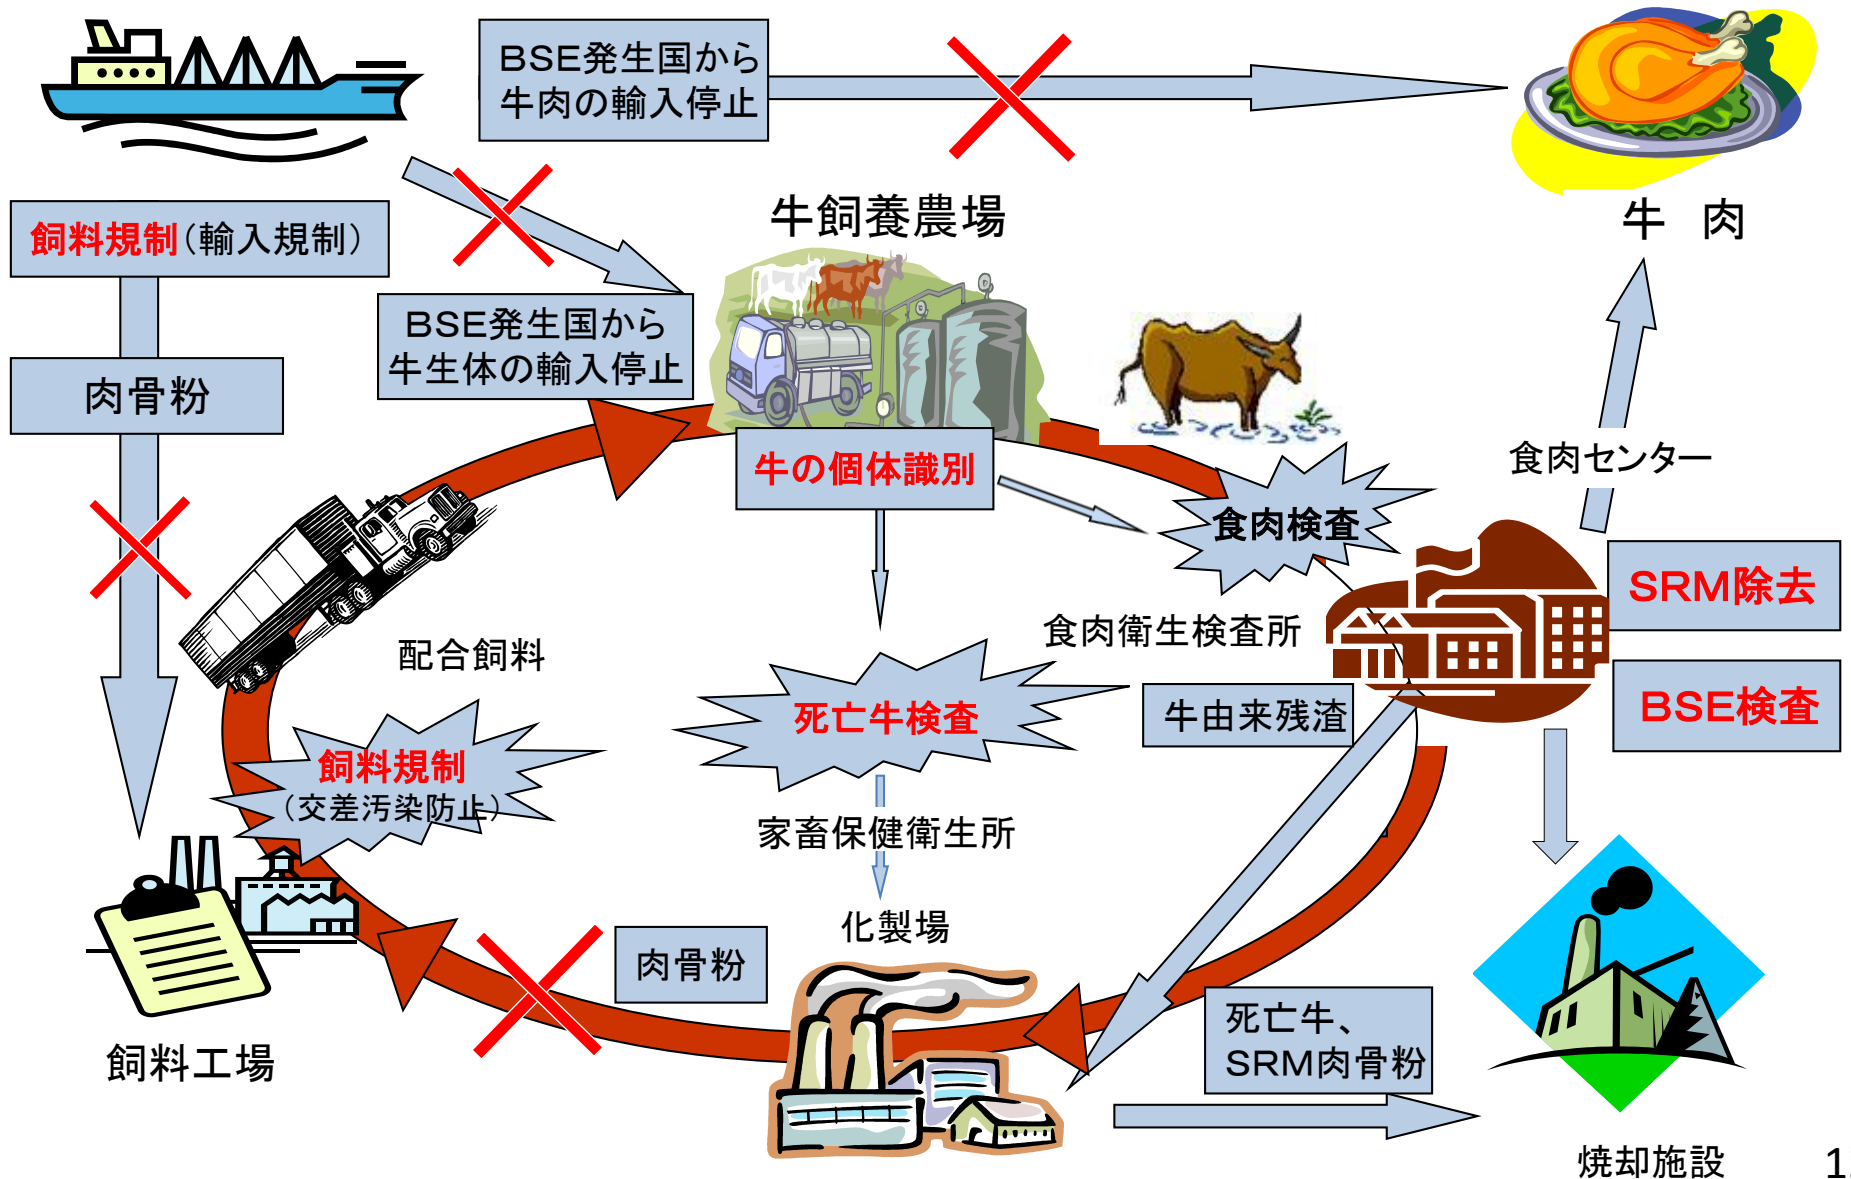 BSE発生国から
牛肉の輸入停止
飼料規制(輸入規制)
牛飼養農場
牛 肉
BSE発生国から
牛生体の輸入停止
肉骨粉
牛の個体識別
食肉センター
食肉検査
SRM除去
食肉衛生検査所
配合飼料
BSE検査
死亡牛検査
牛由来残渣
飼料規制
(交差汚染防止)
家畜保健衛生所
化製場
肉骨粉
死亡牛、
SRM肉骨粉
飼料工場
焼却施設